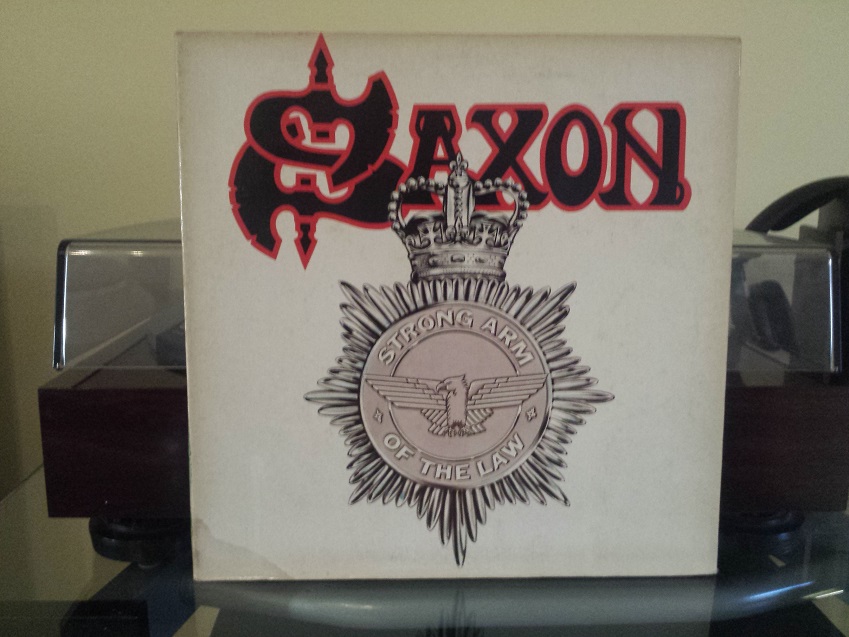 SAXON
STRONG ARM
OF THE LAW